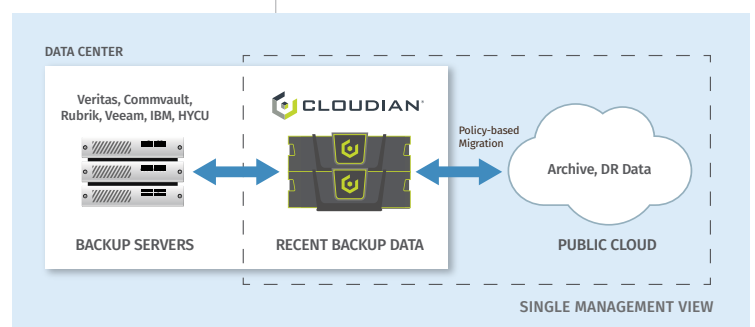 DATA CENTER
Veritas, Commvault,
Rubrik, Veeam, IBM, HYCU
CLOUDIAN
Policy-based
Migration
Archive, DR Data
BACKUP SERVERS
RECENT BACKUP DATA
PUBLIC CLOUD
SINGLE MANAGEMENT VIEW